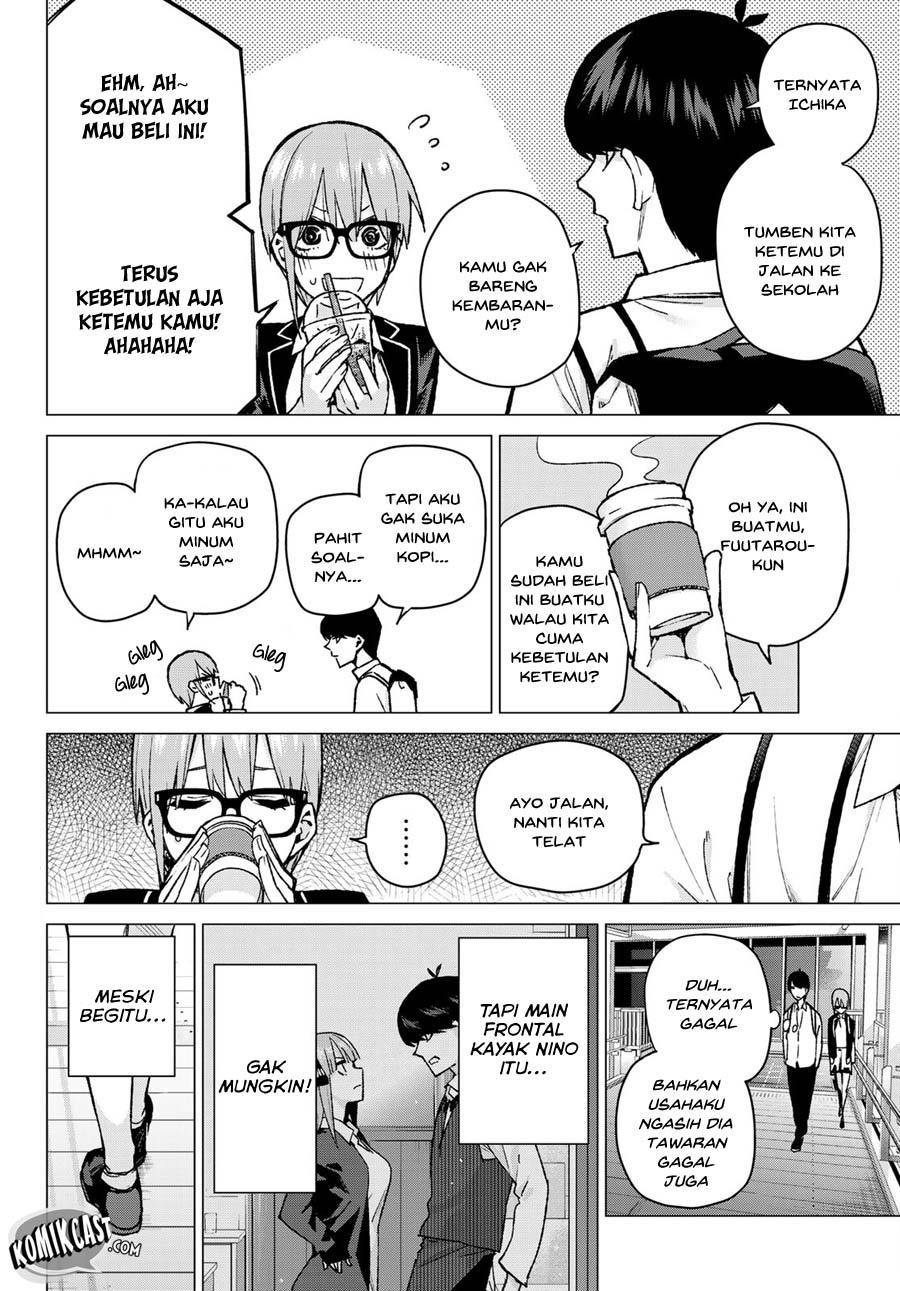 TERNYATA
ICHIKA
TUMBEN KITA
KETEMU DI
JALAN KE
SEKOLAH
KAMU GAK
BARENG
KEMBARAN-
MU?
EHM, AH~
SOALNYA AKU
MAU BELI INI!
TERUS
KEBETULAN AJA
KETEMU KAMU!
AHAHAHA!
OH YA, INI
BUATMU,
FUUTAROU-
KUN
KAMU
SUDAH BELI
INI BUATKU
WALAU KITA
CUMA
KEBETULAN
KETEMU?
TAPI AKU
GAK SUKA
MINUM
KOPI...
PAHIT
SOAL-
NYA...
KA-KALAU
GITU AKU
MINUM
SAJA~
MHMM~
Gleg
Gleg
Gleg
AYO JALAN,
NANTI KITA
TELAT
......
DUH...
TERNYATA
GAGAL
BAHKAN
USAHAKU
NGASIH DIA
TAWARAN
GAGAL
JUGA
TAPI MAIN
FRONTAL
KAYAK NINO
ITU...
GAK
MUNGKIN!
MESKI
BEGITU...
KOMIKCAST
.COM